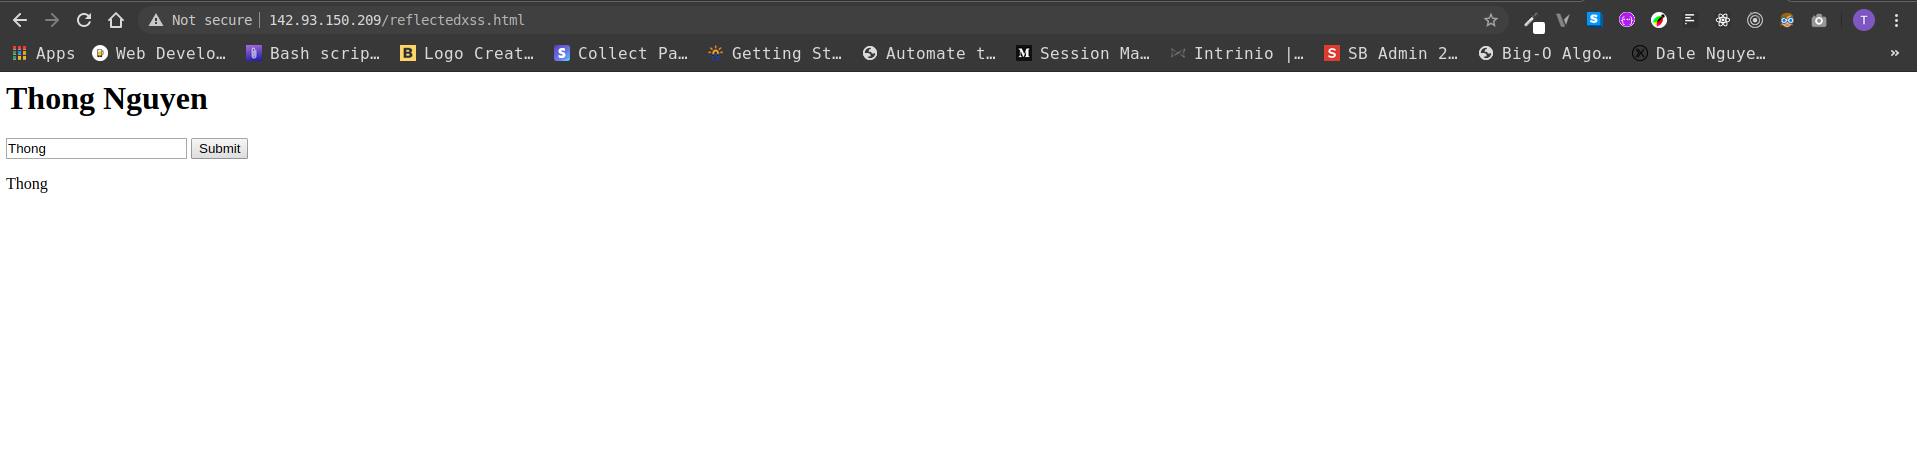 Not secure 142.93.150.209/reflectedxss.html T
Apps Web Develo… Bash scrip… B Logo Creat… S Collect Pa… Getting St… Automate t… M Session Ma… Intrinio |… S SB Admin 2… Big-O Algo… Dale Nguye… »
Thong Nguyen
Thong Submit
Thong